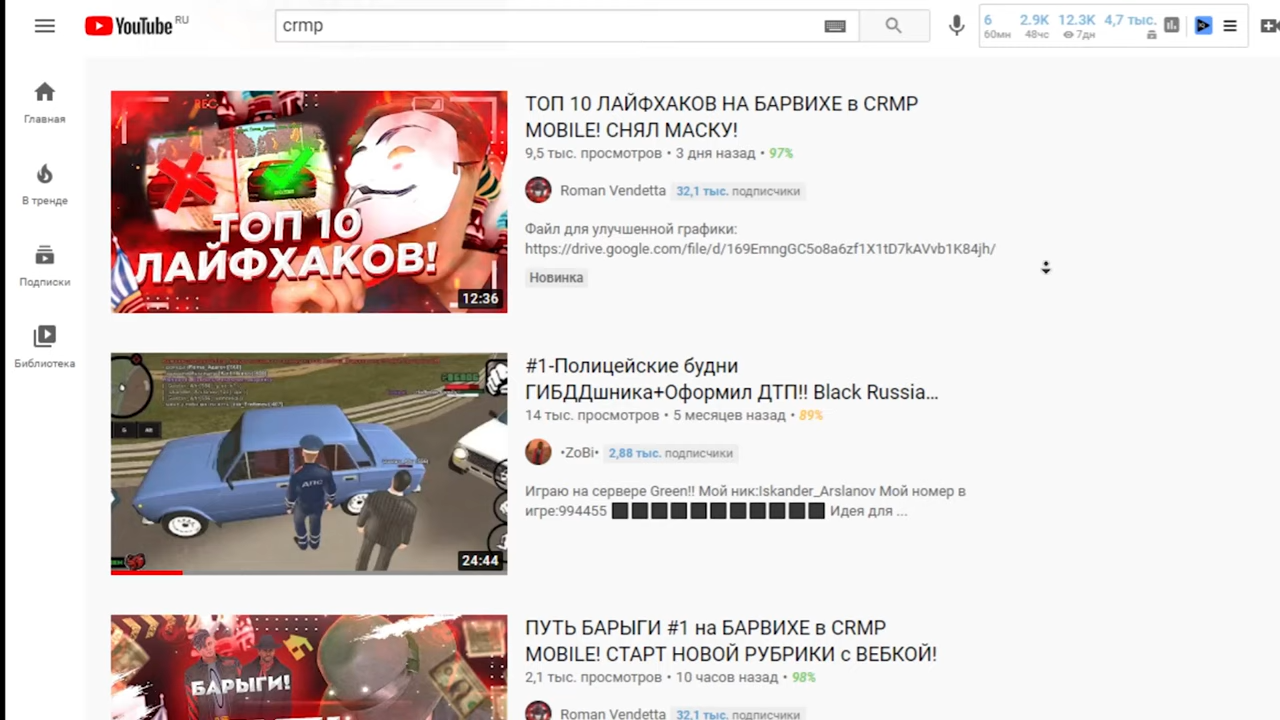 YouTube RU
crmp
6 2.9K 12.3K 4,7 тыс.
60мн 48чс 7дн
Главная
В тренде
Подписки
Библиотека
REC
ТОП 10
ЛАЙФХАКОВ!
12:36
ТОП 10 ЛАЙФХАКОВ НА БАРВИХЕ в CRMP
MOBILE! СНЯЛ МАСКУ!
9,5 тыс. просмотров • 3 дня назад • 97%
Roman Vendetta 32,1 тыс. подписчики
Файл для улучшенной графики:
https://drive.google.com/file/d/169EmngGC5o8a6zf1X1tD7kAVvb1K84jh/
Новинка
ДПС
24:44
#1-Полицейские будни
ГИБДДшника+Оформил ДТП!! Black Russia...
14 тыс. просмотров • 5 месяцев назад • 89%
•ZoBi• 2,88 тыс. подписчики
Играю на сервере Green!! Мой ник:Iskander_Arslanov Мой номер в
игре:994455 ⬛⬛⬛⬛⬛⬛⬛⬛⬛⬛⬛ Идея для ...
БАРЫГИ!
ПУТЬ БАРЫГИ #1 на БАРВИХЕ в CRMP
MOBILE! СТАРТ НОВОЙ РУБРИКИ с ВЕБКОЙ!
2,1 тыс. просмотров • 10 часов назад • 98%
Roman Vendetta 32,1 тыс. подписчики